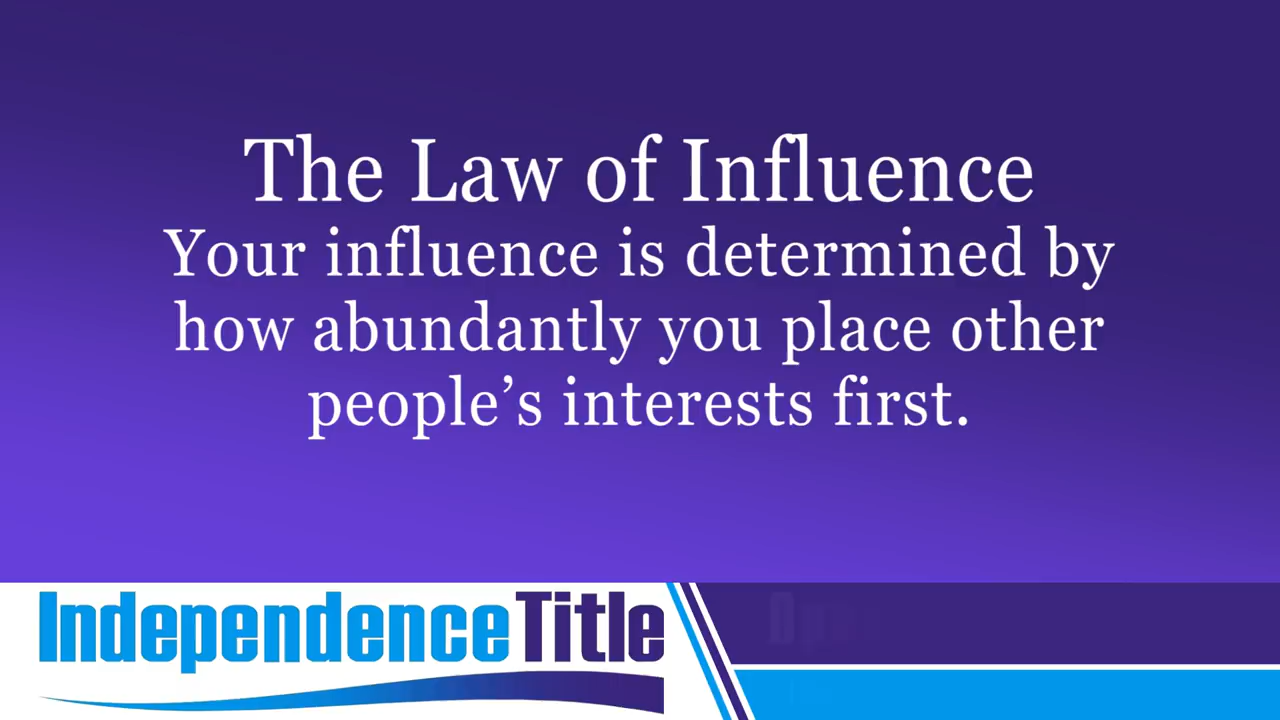 The Law of Influence
Your influence is determined by
how abundantly you place other
people’s interests first.
IndependenceTitle